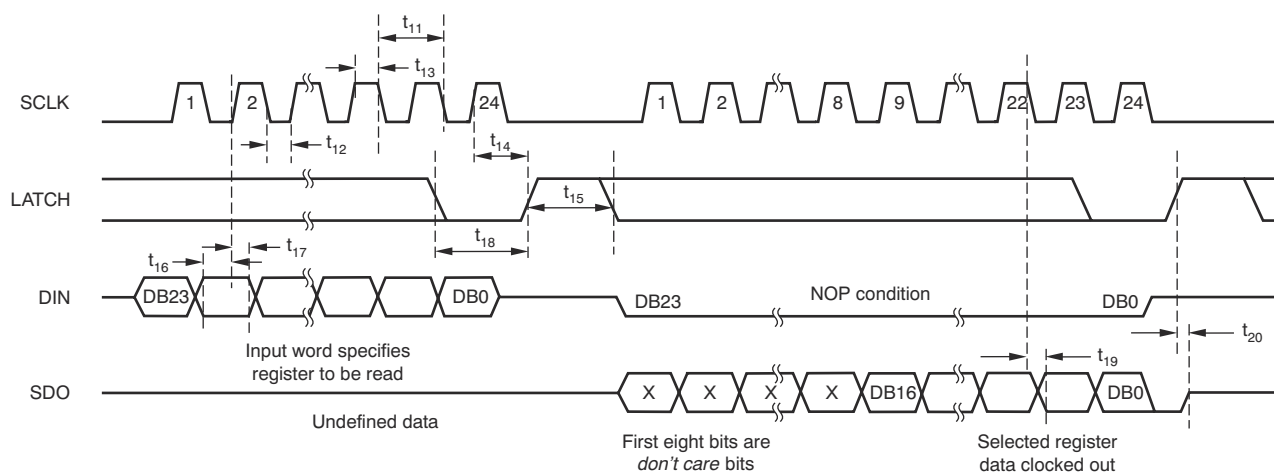 t11
t13
SCLK
1 2 24 1 2 8 9 22 23 24
t12
t14
LATCH
t15
t18
t16 t17
DIN
DB23 DB0 DB23 NOP condition DB0
t20
Input word specifies
register to be read
t19
SDO
X X X X DB16 DB0
Undefined data
First eight bits are
don't care bits
Selected register
data clocked out